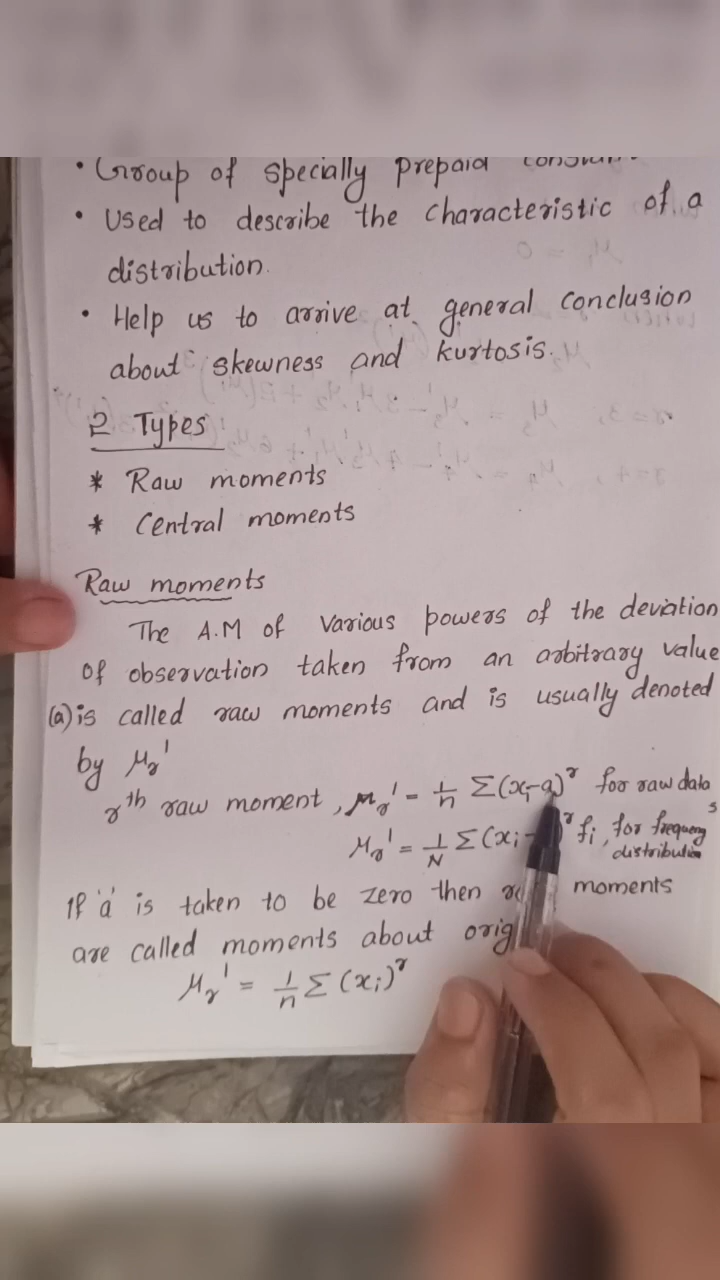 • Group of specially prepaid
• Used to describe the characteristic of a
distribution.
• Help us to arrive at general conclusion
about skewness and kurtosis.
2 Types
* Raw moments
* Central moments
Raw moments
The A.M of various powers of the deviation
of observation taken from an arbitrary value
(a) is called raw moments and is usually denoted
by μr'
rth raw moment, μr' = 1/n Σ(xi-a)^r for raw data
s
μr' = 1/N Σ(xi- )^r fi, for frequency
distribution
If 'a' is taken to be zero then moments
are called moments about
μr' = 1/n Σ(xi)^r